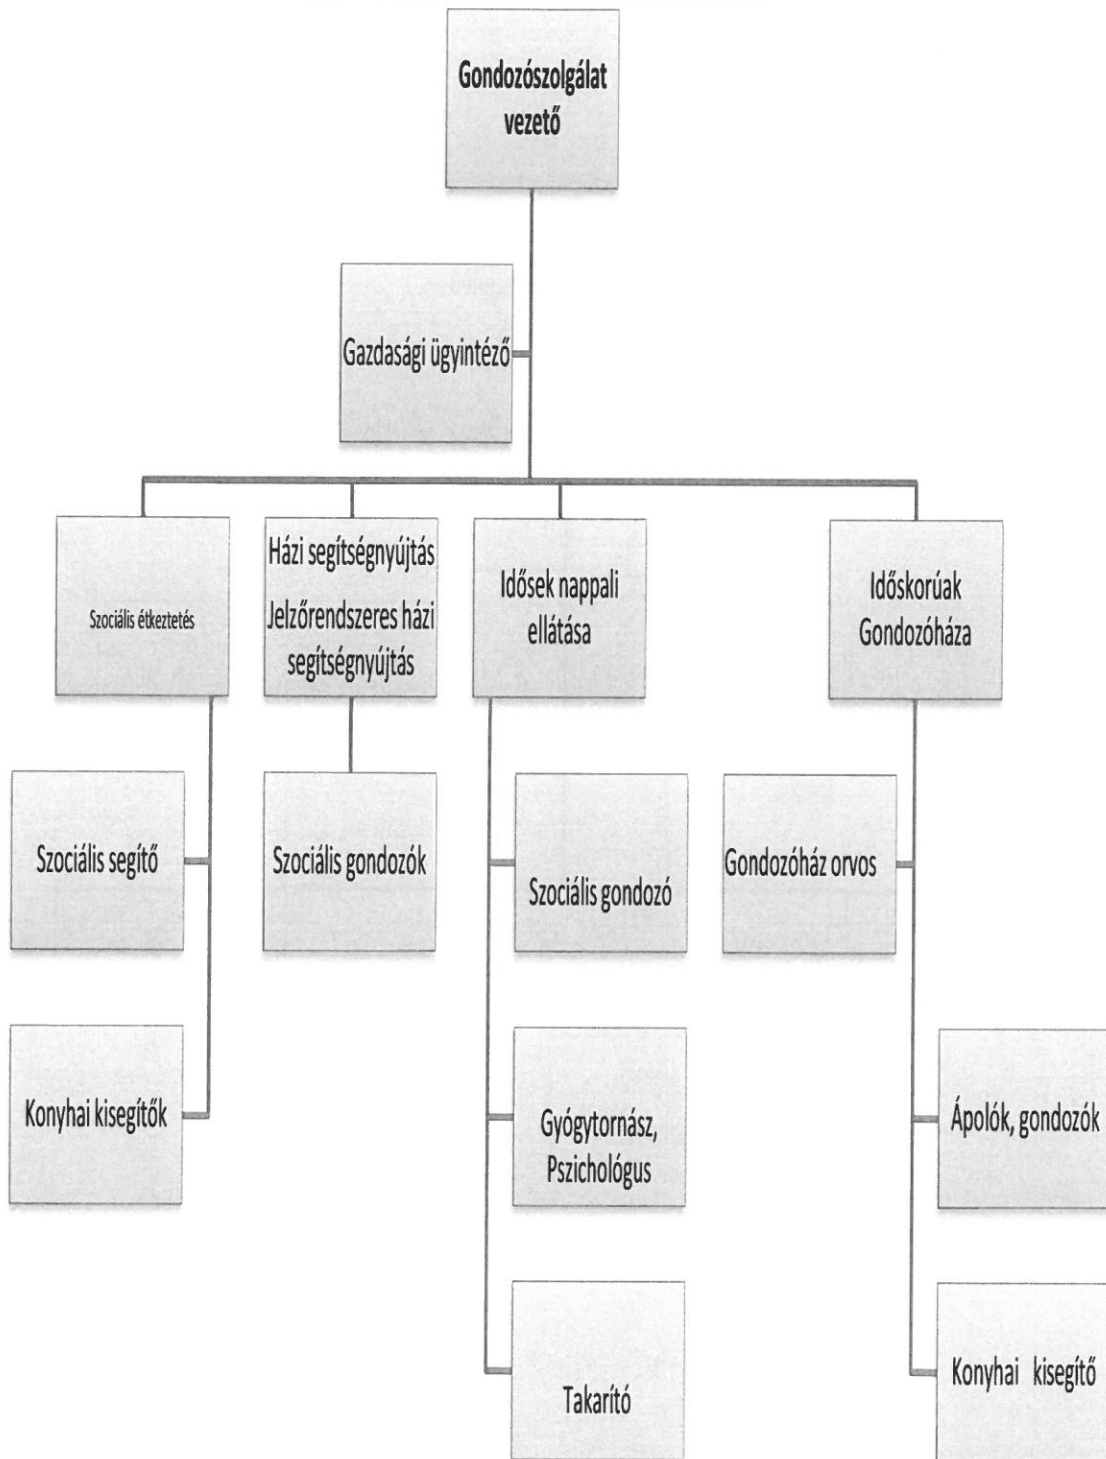 Gondozószolgálat
vezető
Gazdasági ügyintéző
Szociális étkeztetés
Házi segítségnyújtás
Jelzőrendszeres házi
segítségnyújtás
Idősek nappali
ellátása
Időskorúak
Gondozóháza
Szociális segítő
Szociális gondozók
Szociális gondozó
Gondozóház orvos
Konyhai kisegítők
Gyógytornász,
Pszichológus
Ápolók, gondozók
Takarító
Konyhai kisegítő